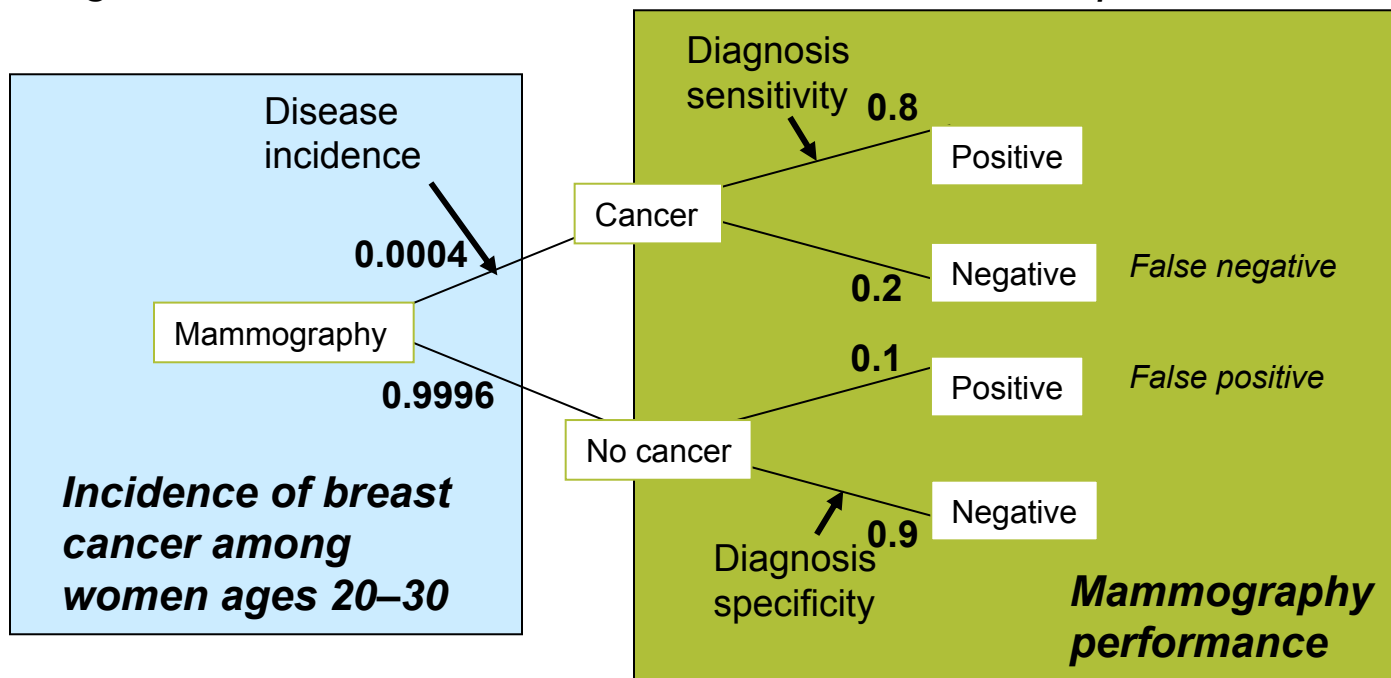 Diagnosis
sensitivity
0.8
Disease
incidence
Positive
Cancer
0.0004
Negative
False negative
0.2
Mammography
0.1
Positive
False positive
0.9996
No cancer
Incidence of breast
cancer among
women ages 20–30
Negative
0.9
Diagnosis
specificity
Mammography
performance